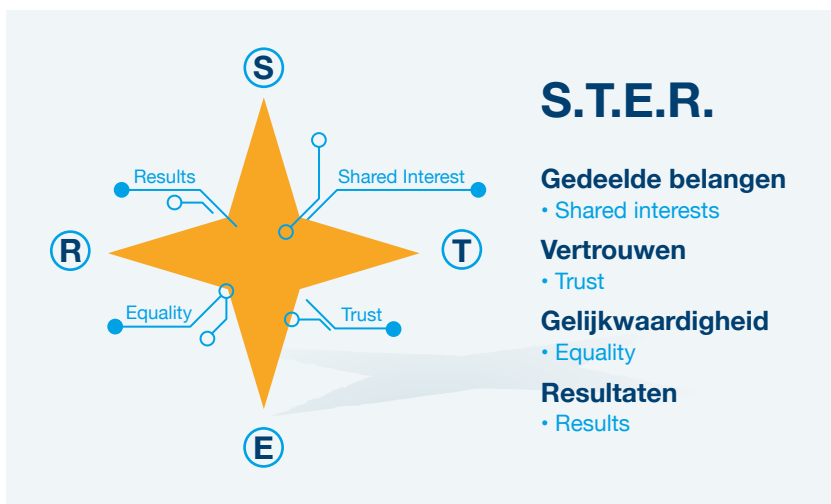 S
Results
Shared Interest
R
T
Equality
Trust
E
S.T.E.R.
Gedeelde belangen
• Shared interests
Vertrouwen
• Trust
Gelijkwaardigheid
• Equality
Resultaten
• Results